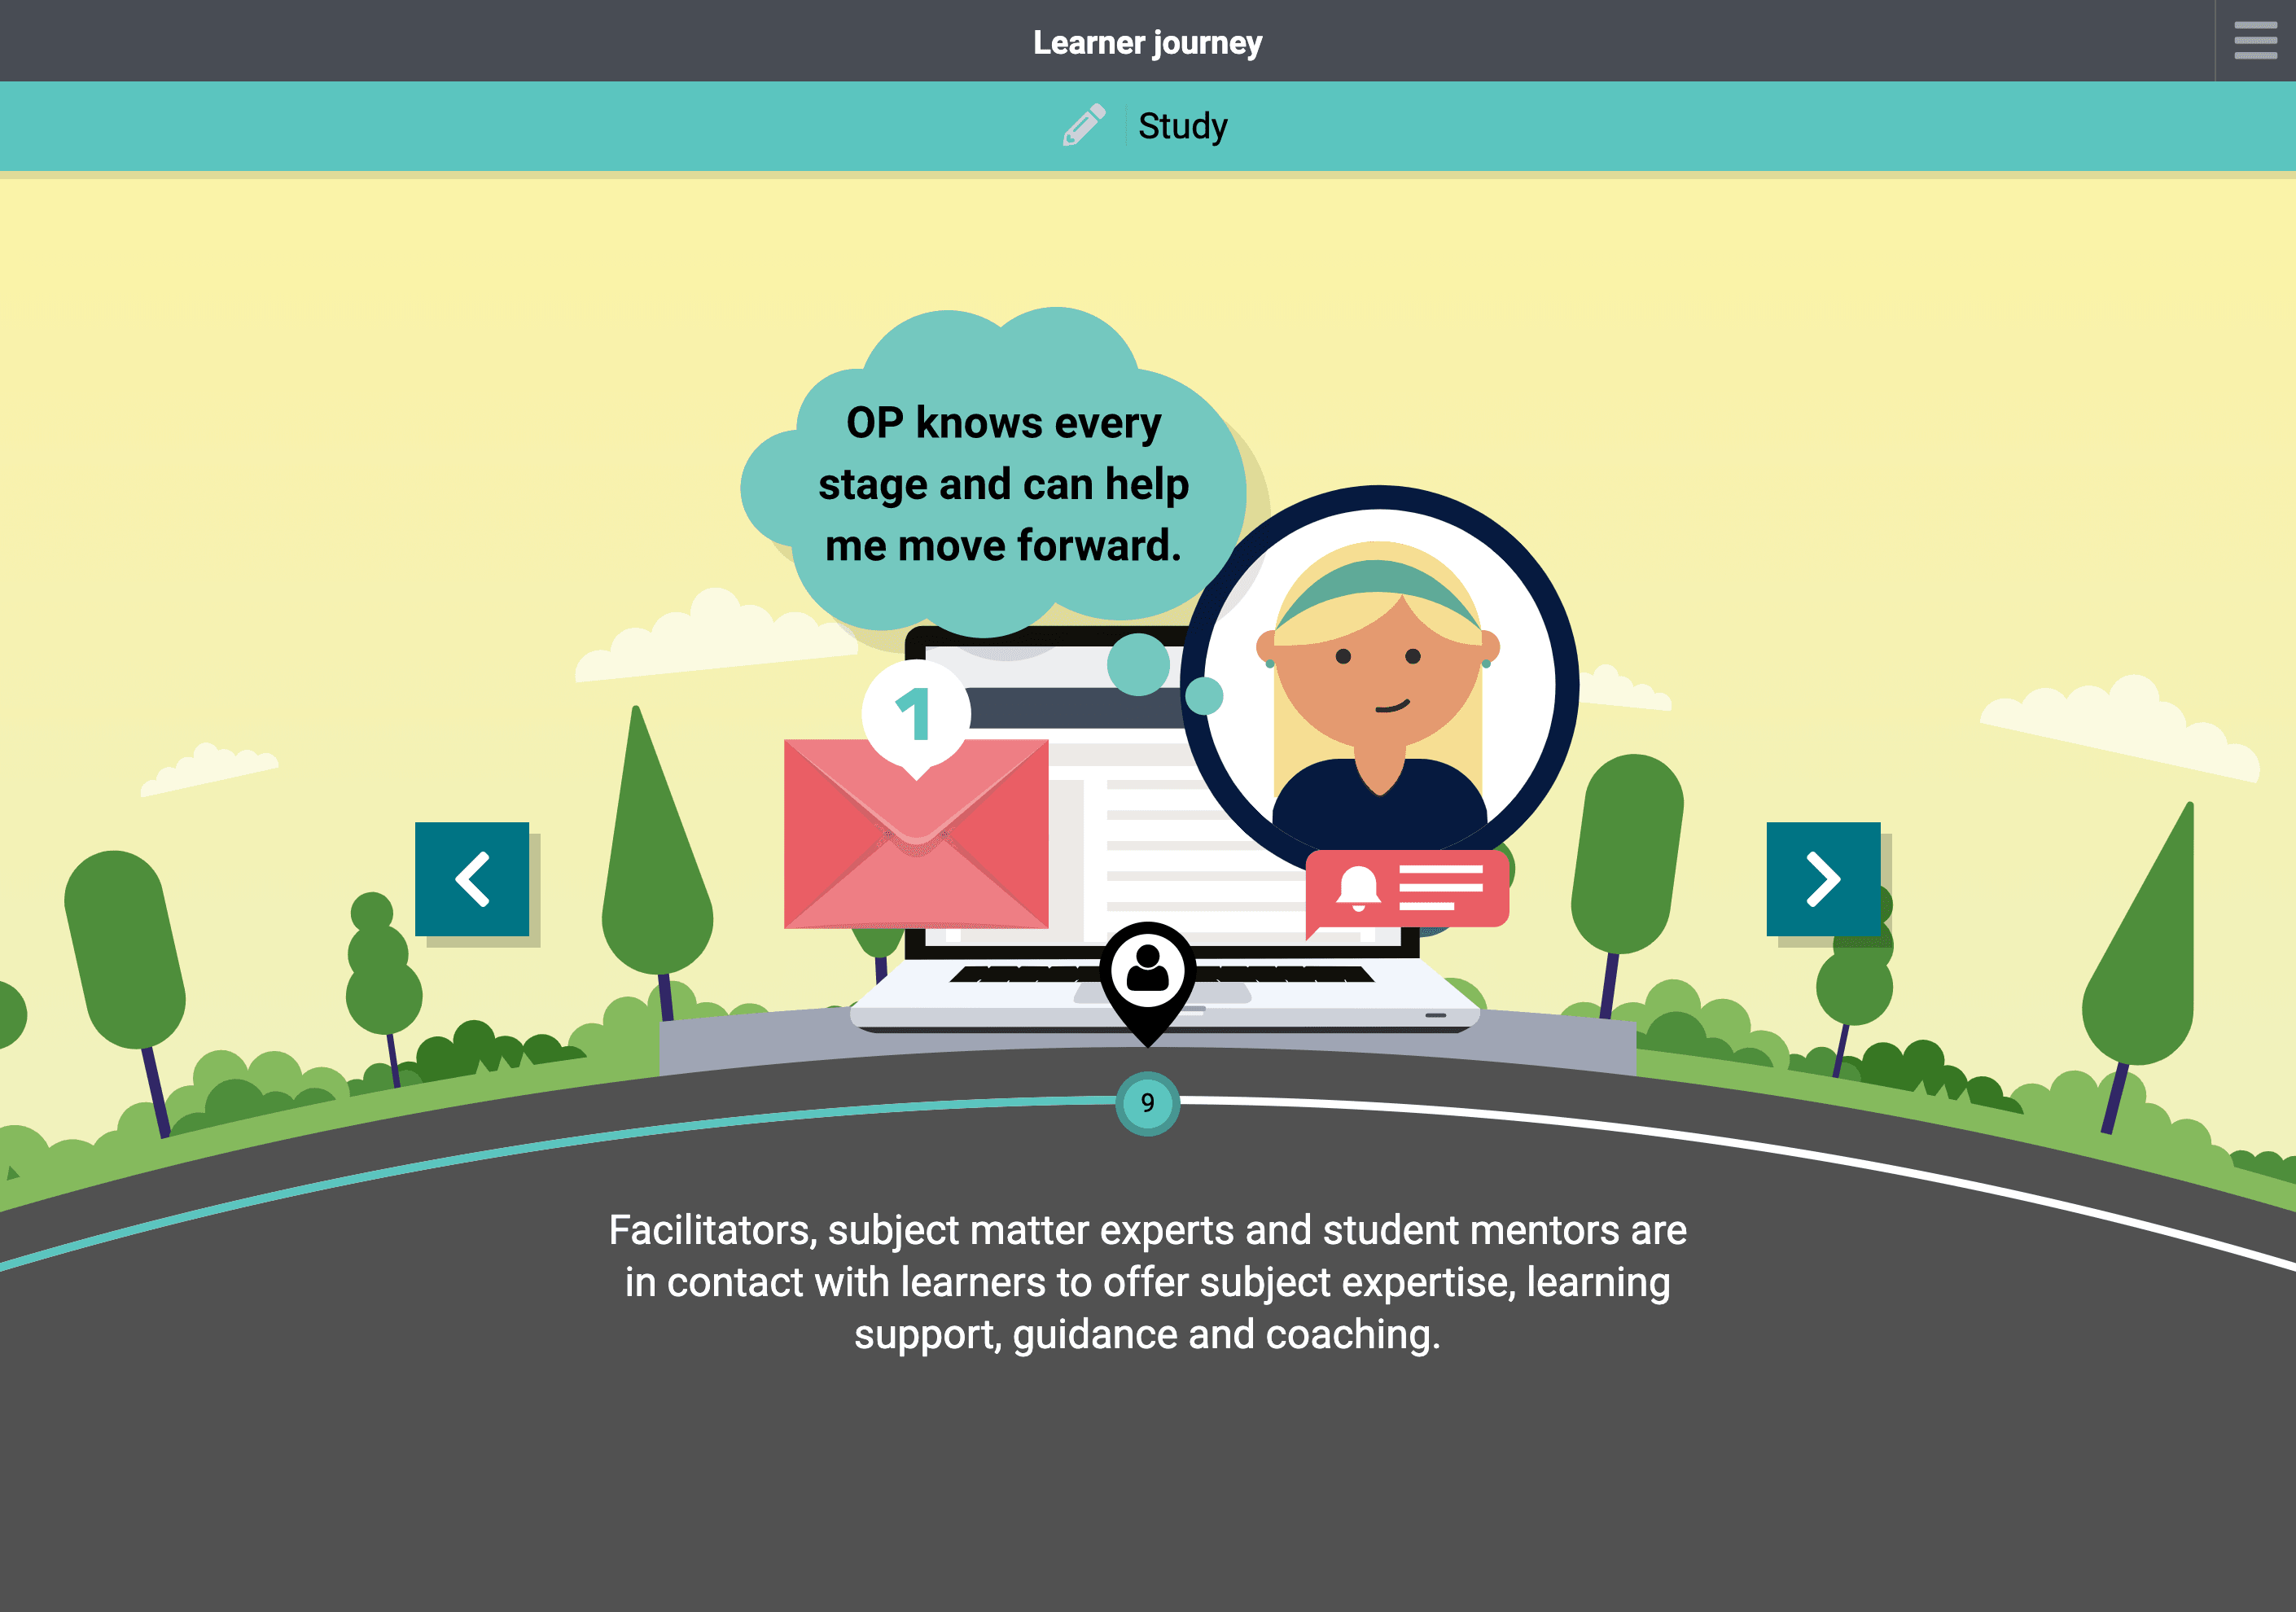 Learner journey
Study
OP knows every
stage and can help
me move forward.
1
9
Facilitators, subject matter experts and student mentors are
in contact with learners to offer subject expertise, learning
support, guidance and coaching.